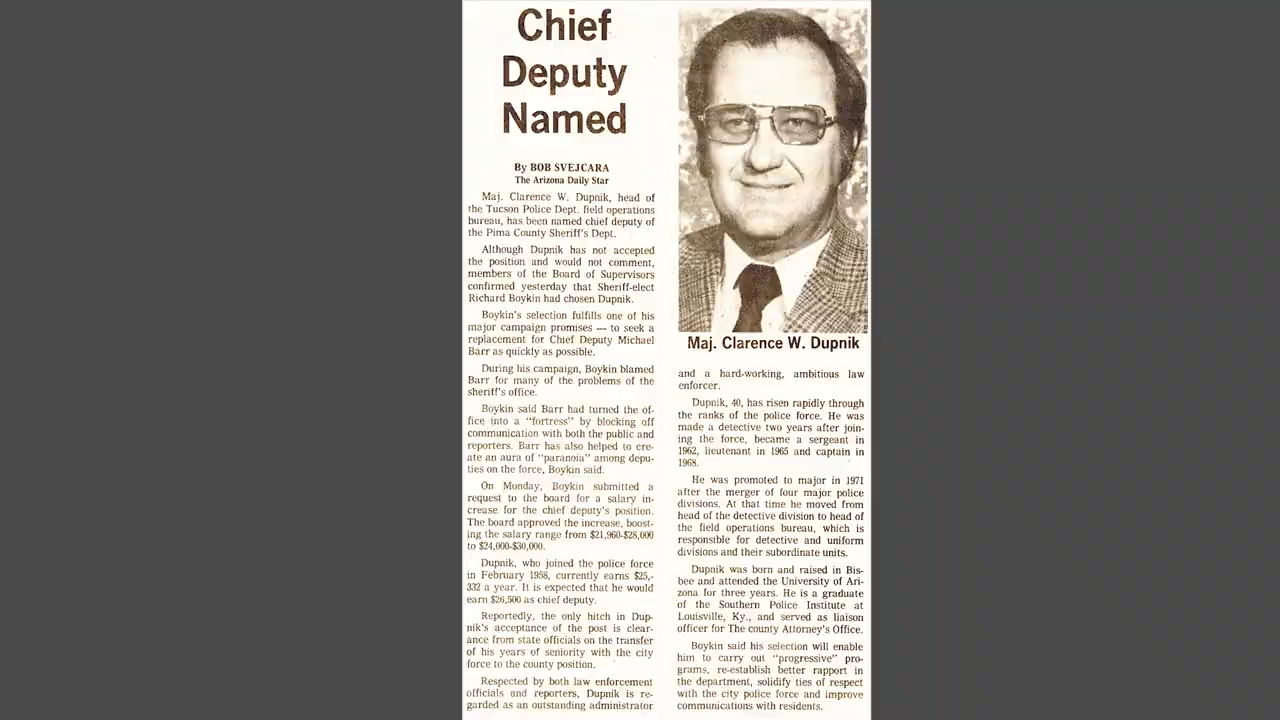 Chief
Deputy
Named
By BOB SVEJCARA
The Arizona Daily Star
Maj. Clarence W. Dupnik, head of
the Tucson Police Dept. field operations
bureau, has been named chief deputy of
the Pima County Sheriff's Dept.
Although Dupnik has not accepted
the position and would not comment,
members of the Board of Supervisors
confirmed yesterday that Sheriff-elect
Richard Boykin had chosen Dupnik.
Boykin's selection fulfills one of his
major campaign promises — to seek a
replacement for Chief Deputy Michael
Barr as quickly as possible.
During his campaign, Boykin blamed
Barr for many of the problems of the
sheriff's office.
Boykin said Barr had turned the of-
fice into a "fortress" by blocking off
communication with both the public and
reporters. Barr has also helped to cre-
ate an aura of "paranoia" among depu-
ties on the force, Boykin said.
On Monday, Boykin submitted a
request to the board for a salary in-
crease for the chief deputy's position.
The board approved the increase, boost-
ing the salary range from $21,960-$28,000
to $24,000-$30,000.
Dupnik, who joined the police force
in February 1958, currently earns $25,-
332 a year. It is expected that he would
earn $26,500 as chief deputy.
Reportedly, the only hitch in Dup-
nik's acceptance of the post is clear-
ance from state officials on the transfer
of his years of seniority with the city
force to the county position.
Respected by both law enforcement
officials and reporters, Dupnik is re-
garded as an outstanding administrator
Maj. Clarence W. Dupnik
and a hard-working, ambitious law
enforcer.
Dupnik, 40, has risen rapidly through
the ranks of the police force. He was
made a detective two years after join-
ing the force, became a sergeant in
1962, lieutenant in 1965 and captain in
1968.
He was promoted to major in 1971
after the merger of four major police
divisions. At that time he moved from
head of the detective division to head of
the field operations bureau, which is
responsible for detective and uniform
divisions and their subordinate units.
Dupnik was born and raised in Bis-
bee and attended the University of Ari-
zona for three years. He is a graduate
of the Southern Police Institute at
Louisville, Ky., and served as liaison
officer for The county Attorney's Office.
Boykin said his selection will enable
him to carry out "progressive" pro-
grams, re-establish better rapport in
the department, solidify ties of respect
with the city police force and improve
communications with residents.